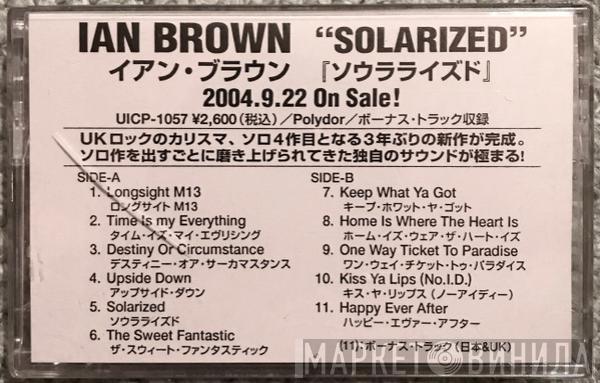 IAN BROWN “SOLARIZED”
イアン・ブラウン 『ソウラライズド』
2004.9.22 On Sale!
UICP-1057 ¥2,600(税込)／Polydor／ボーナス・トラック収録
UKロックのカリスマ、ソロ4作目となる3年ぶりの新作が完成。
ソロ作を出すごとに磨き上げられてきた独自のサウンドが極まる!
SIDE-A
1. Longsight M13
ロングサイト M13
2. Time Is my Everything
タイム・イズ・マイ・エヴリシング
3. Destiny Or Circumstance
デスティニー・オア・サーカマスタンス
4. Upside Down
アップサイド・ダウン
5. Solarized
ソウラライズド
6. The Sweet Fantastic
ザ・スウィート・ファンタスティック
SIDE-B
7. Keep What Ya Got
キープ・ホワット・ヤ・ゴット
8. Home Is Where The Heart Is
ホーム・イズ・ウェア・ザ・ハート・イズ
9. One Way Ticket To Paradise
ワン・ウェイ・チケット・トゥ・パラダイス
10. Kiss Ya Lips (No.I.D.)
キス・ヤ・リップス (ノーアイディー)
11. Happy Ever After
ハッピー・エヴァー・アフター
(11):ボーナス・トラック (日本&UK)
МАРКЕТ ВИНИЛА